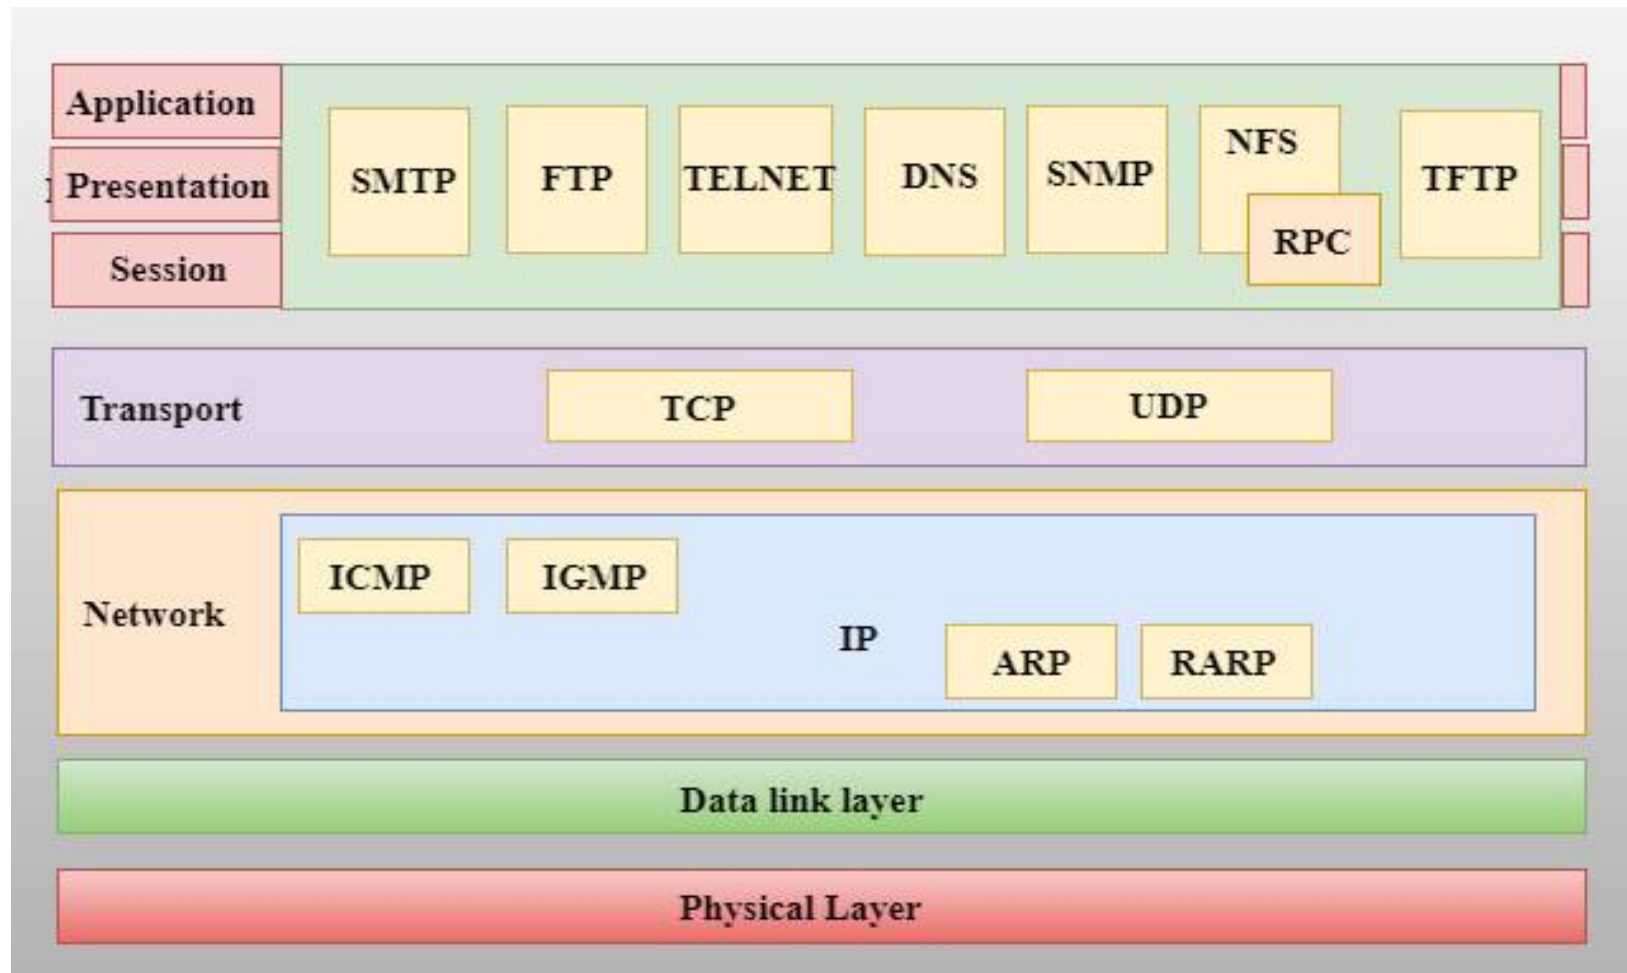 Application
Presentation
Session
SMTP
FTP
TELNET
DNS
SNMP
NFS
RPC
TFTP
Transport
TCP
UDP
Network
ICMP
IGMP
IP
ARP
RARP
Data link layer
Physical Layer